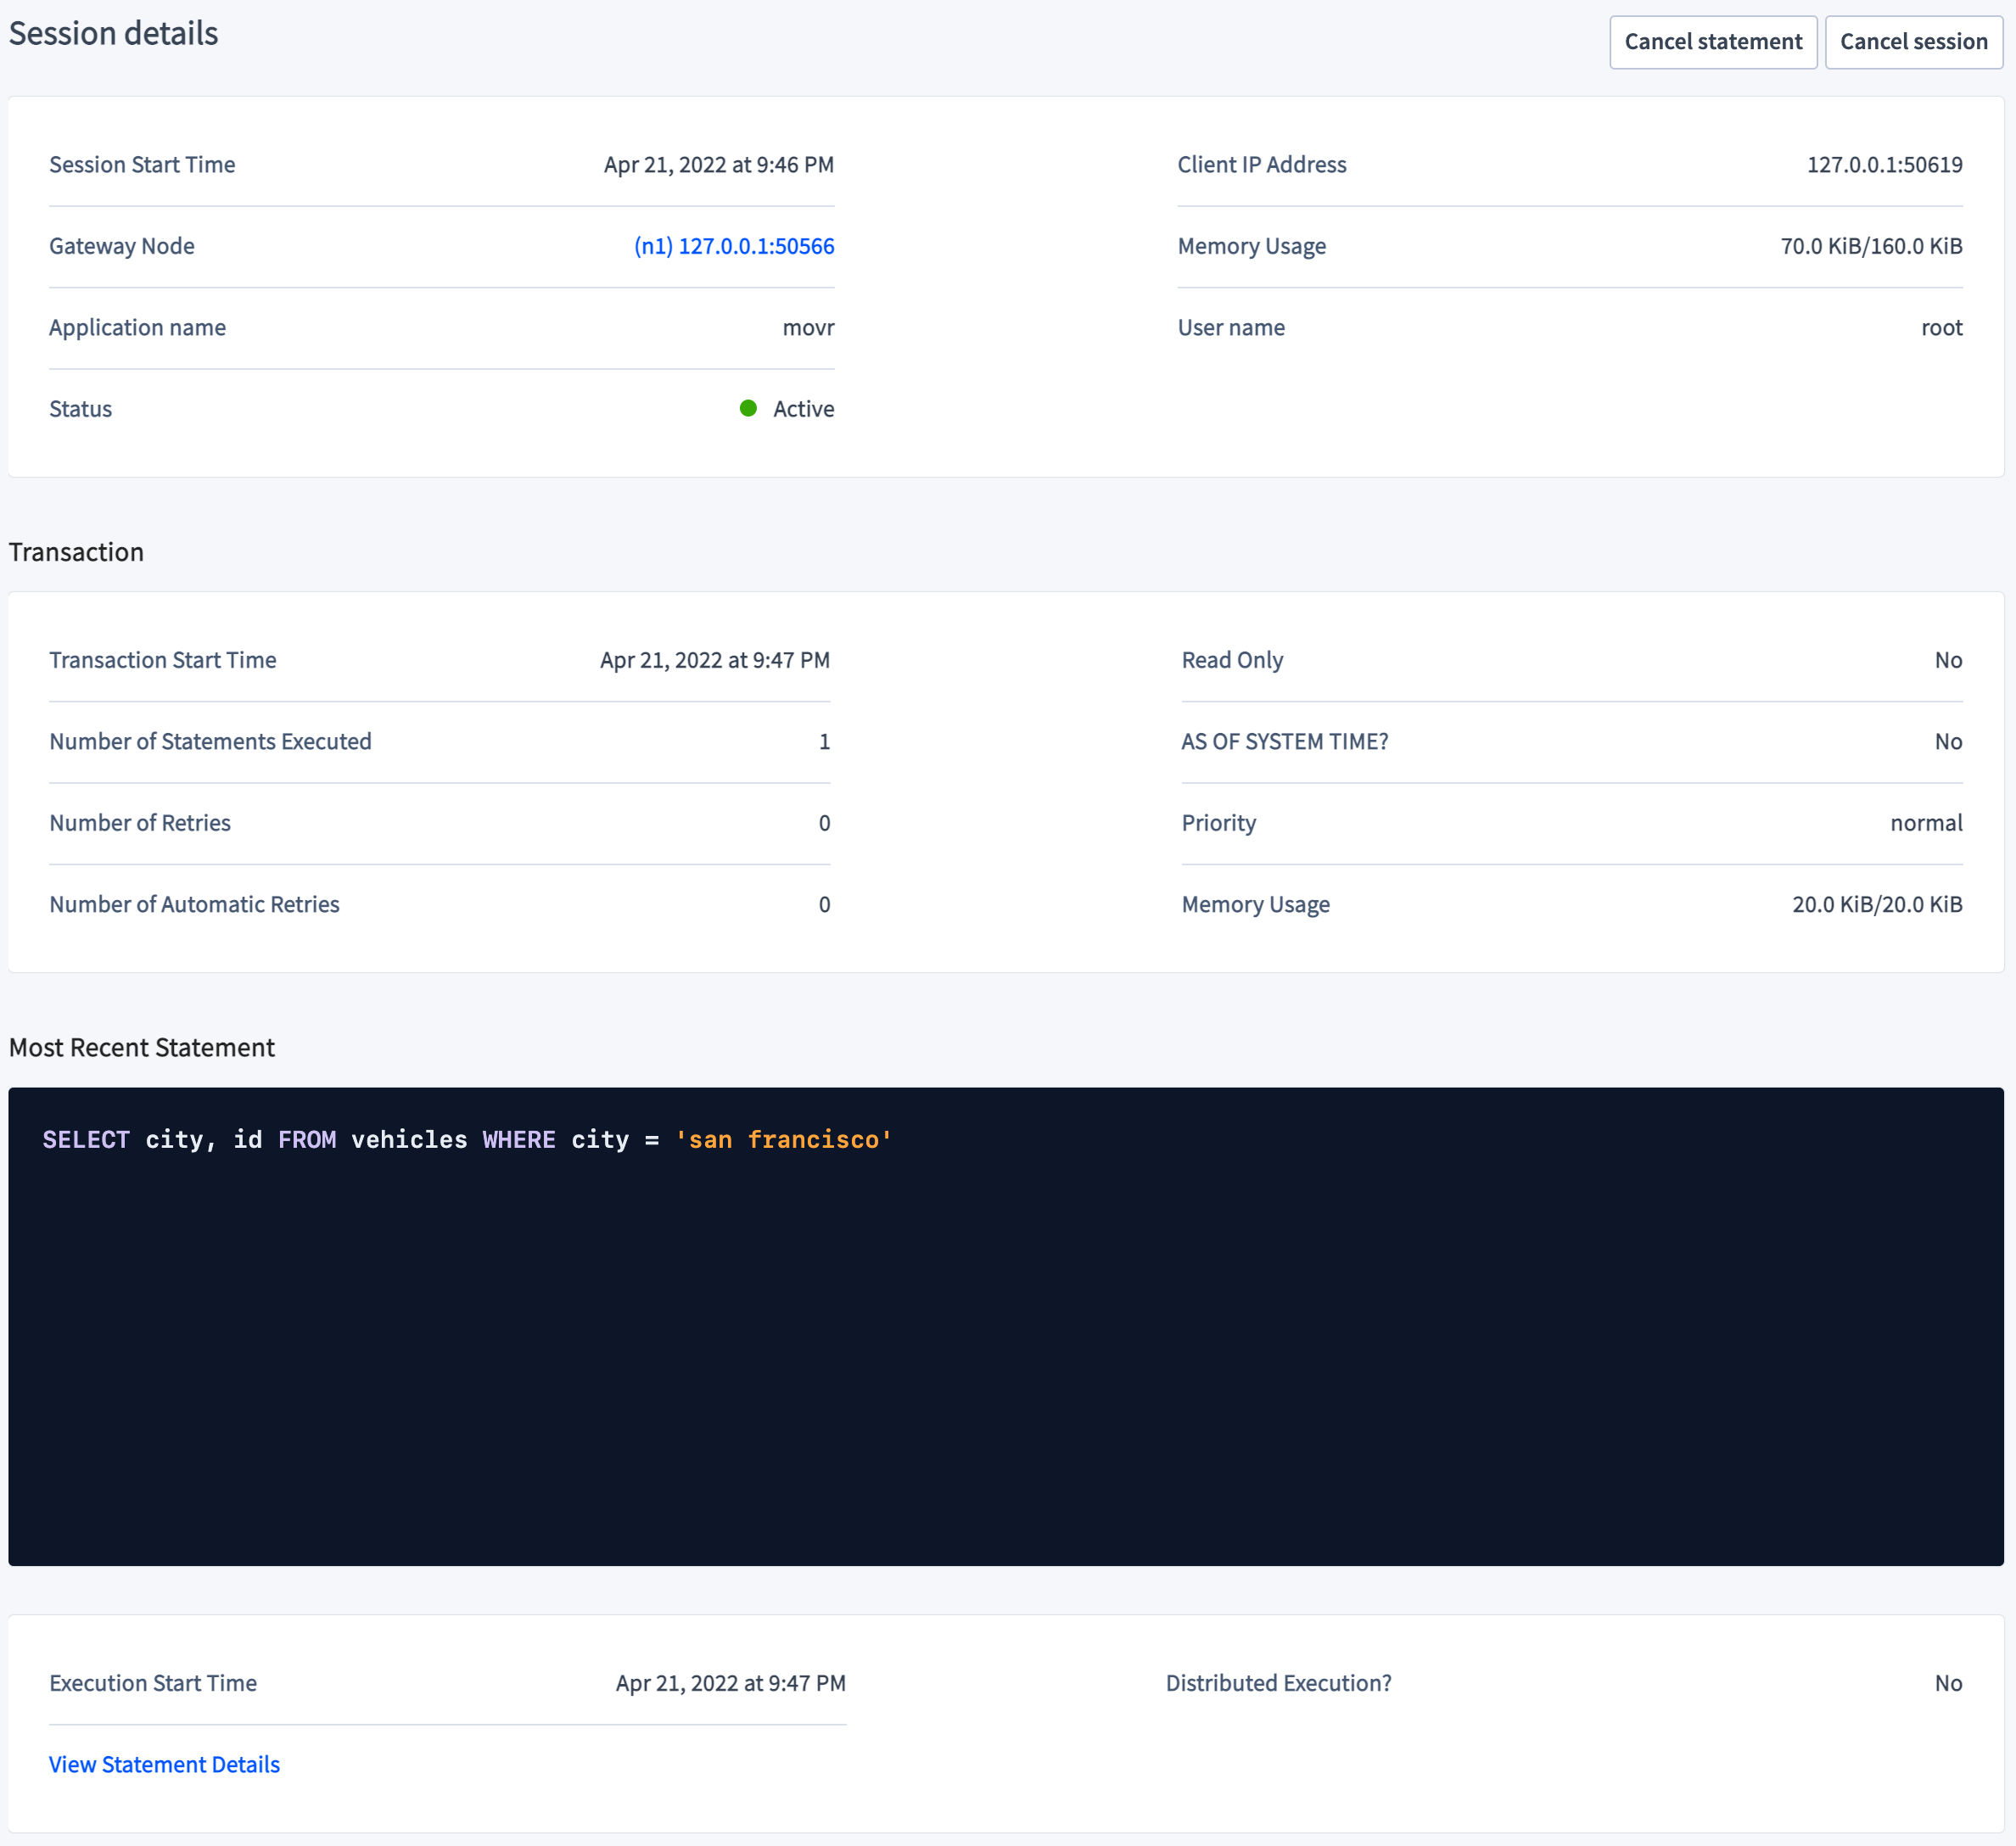 Session details
Cancel statement
Cancel session
Session Start Time Apr 21, 2022 at 9:46 PM
Client IP Address 127.0.0.1:50619
Gateway Node (n1) 127.0.0.1:50566
Memory Usage 70.0 KiB/160.0 KiB
Application name movr
User name root
Status Active
Transaction
Transaction Start Time Apr 21, 2022 at 9:47 PM
Read Only No
Number of Statements Executed 1
AS OF SYSTEM TIME? No
Number of Retries 0
Priority normal
Number of Automatic Retries 0
Memory Usage 20.0 KiB/20.0 KiB
Most Recent Statement
SELECT city, id FROM vehicles WHERE city = 'san francisco'
Execution Start Time Apr 21, 2022 at 9:47 PM
Distributed Execution? No
View Statement Details